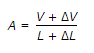 A = (V + ΔV) / (L + ΔL)